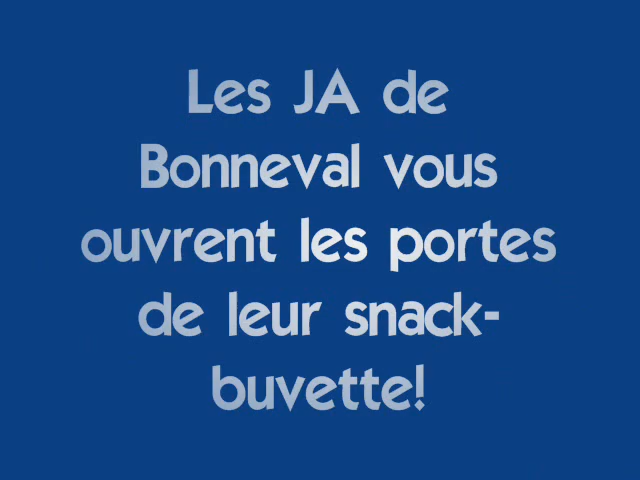 Les JA de
Bonneval vous
ouvrent les portes
de leur snack-
buvette!